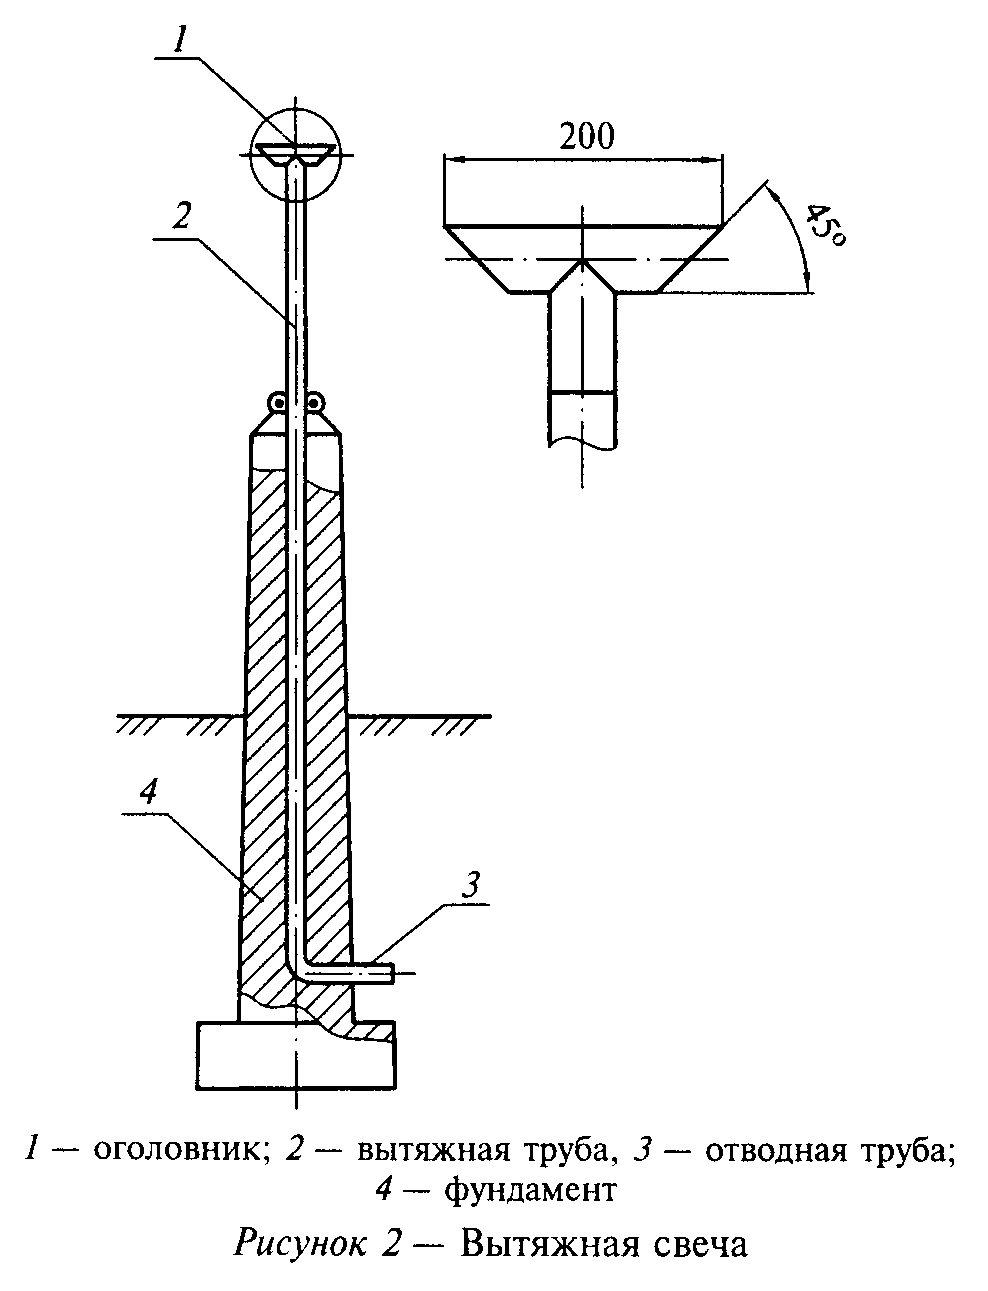 1
200
2
45°
4
3
1 — оголовник; 2 — вытяжная труба, 3 — отводная труба;
4 — фундамент
Рисунок 2 — Вытяжная свеча